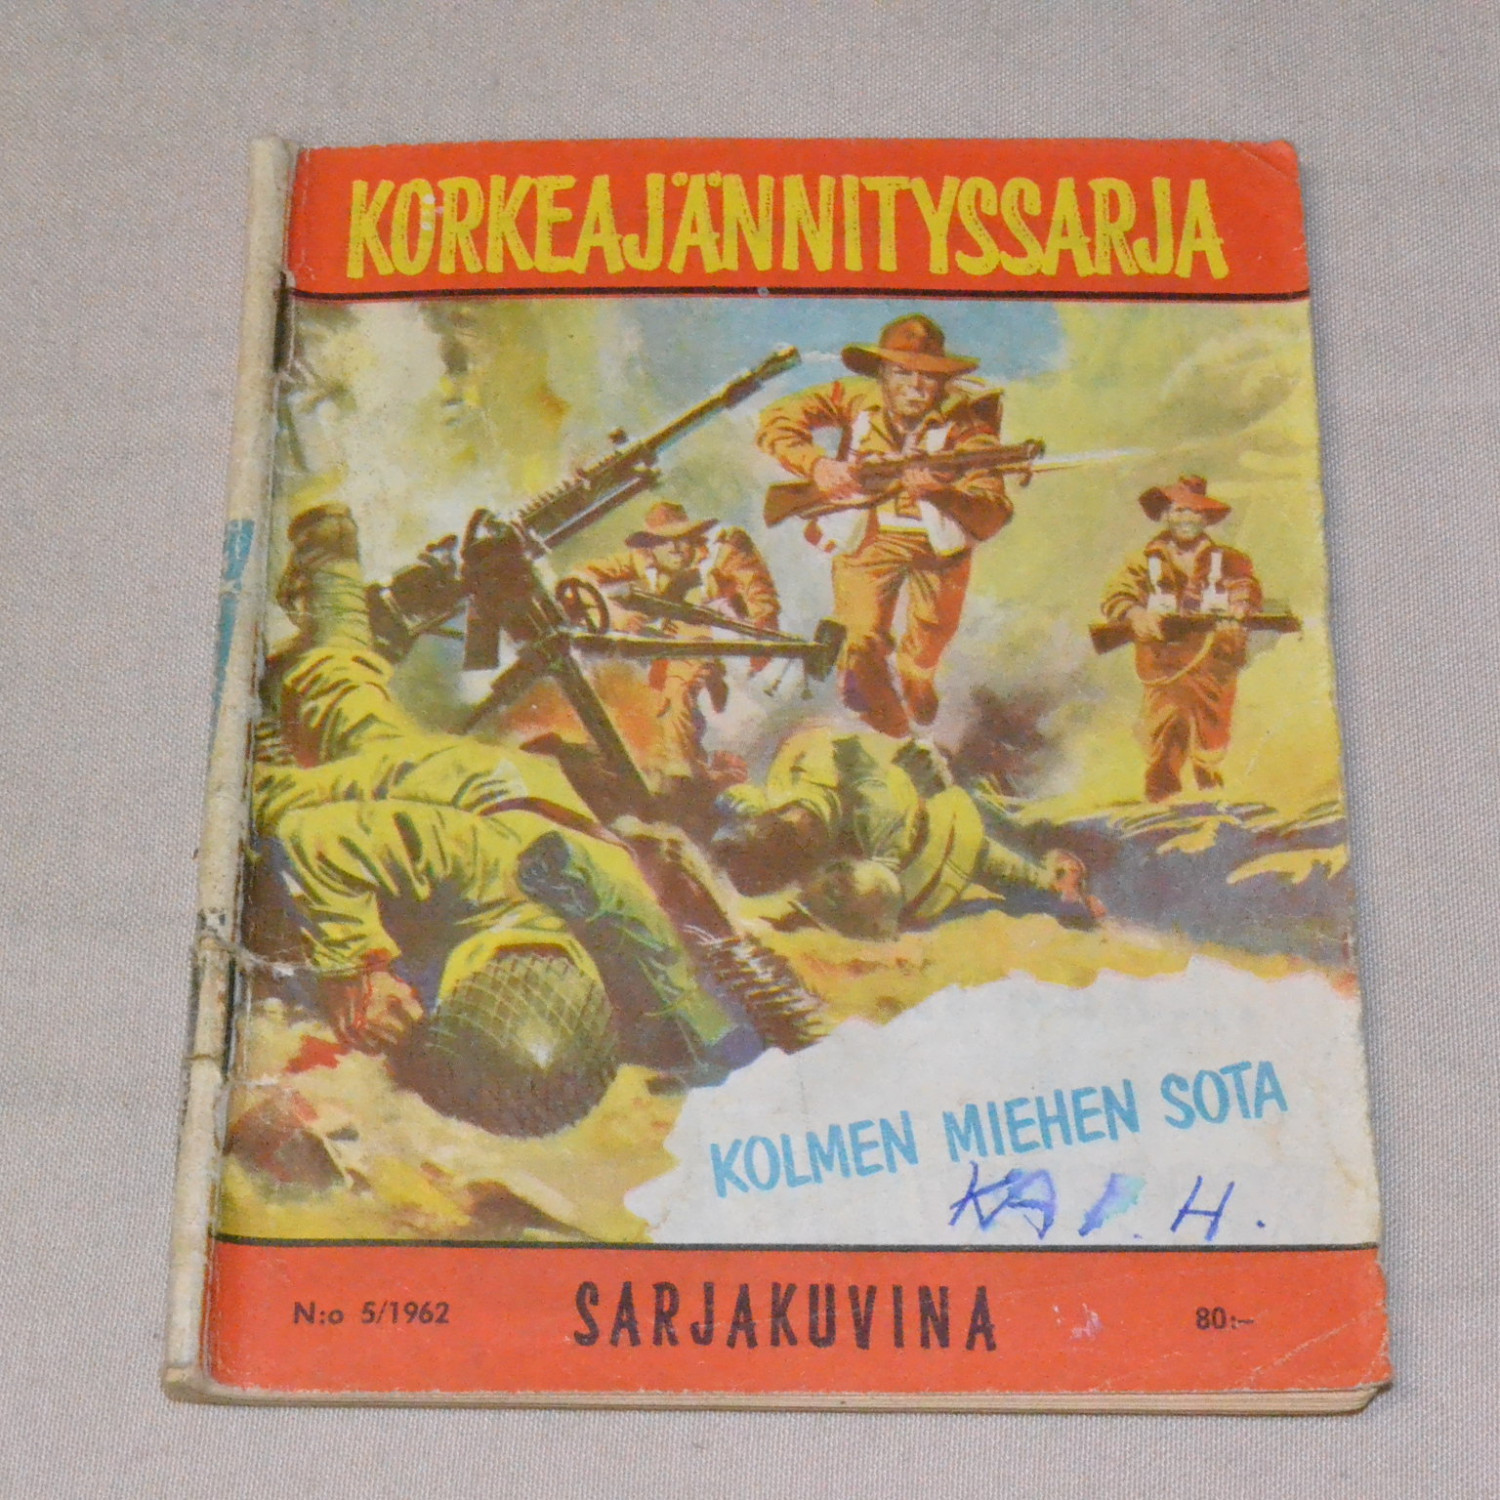 KORKEAJÄNNITYSSARJA
KOLMEN MIEHEN SOTA
H.
N:o 5/1962
SARJAKUVINA
80:-